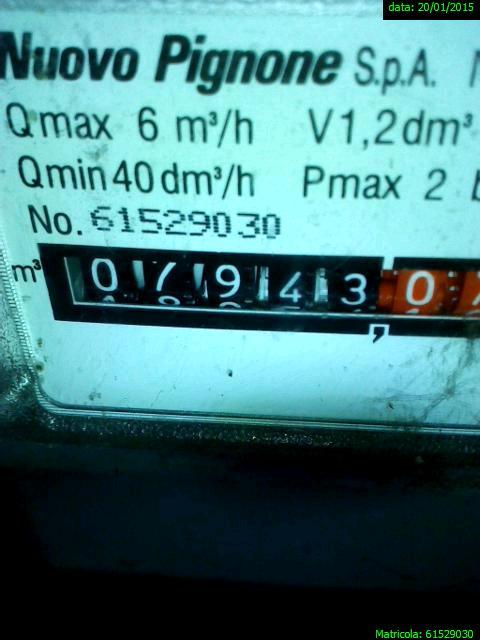 data: 20/01/2015
Nuovo Pignone S.p.A.
Qmax 6 m³/h V1,2dm³
Qmin 40 dm³/h Pmax 2
No. 61529030
m³ 07943,0
Matricola: 61529030